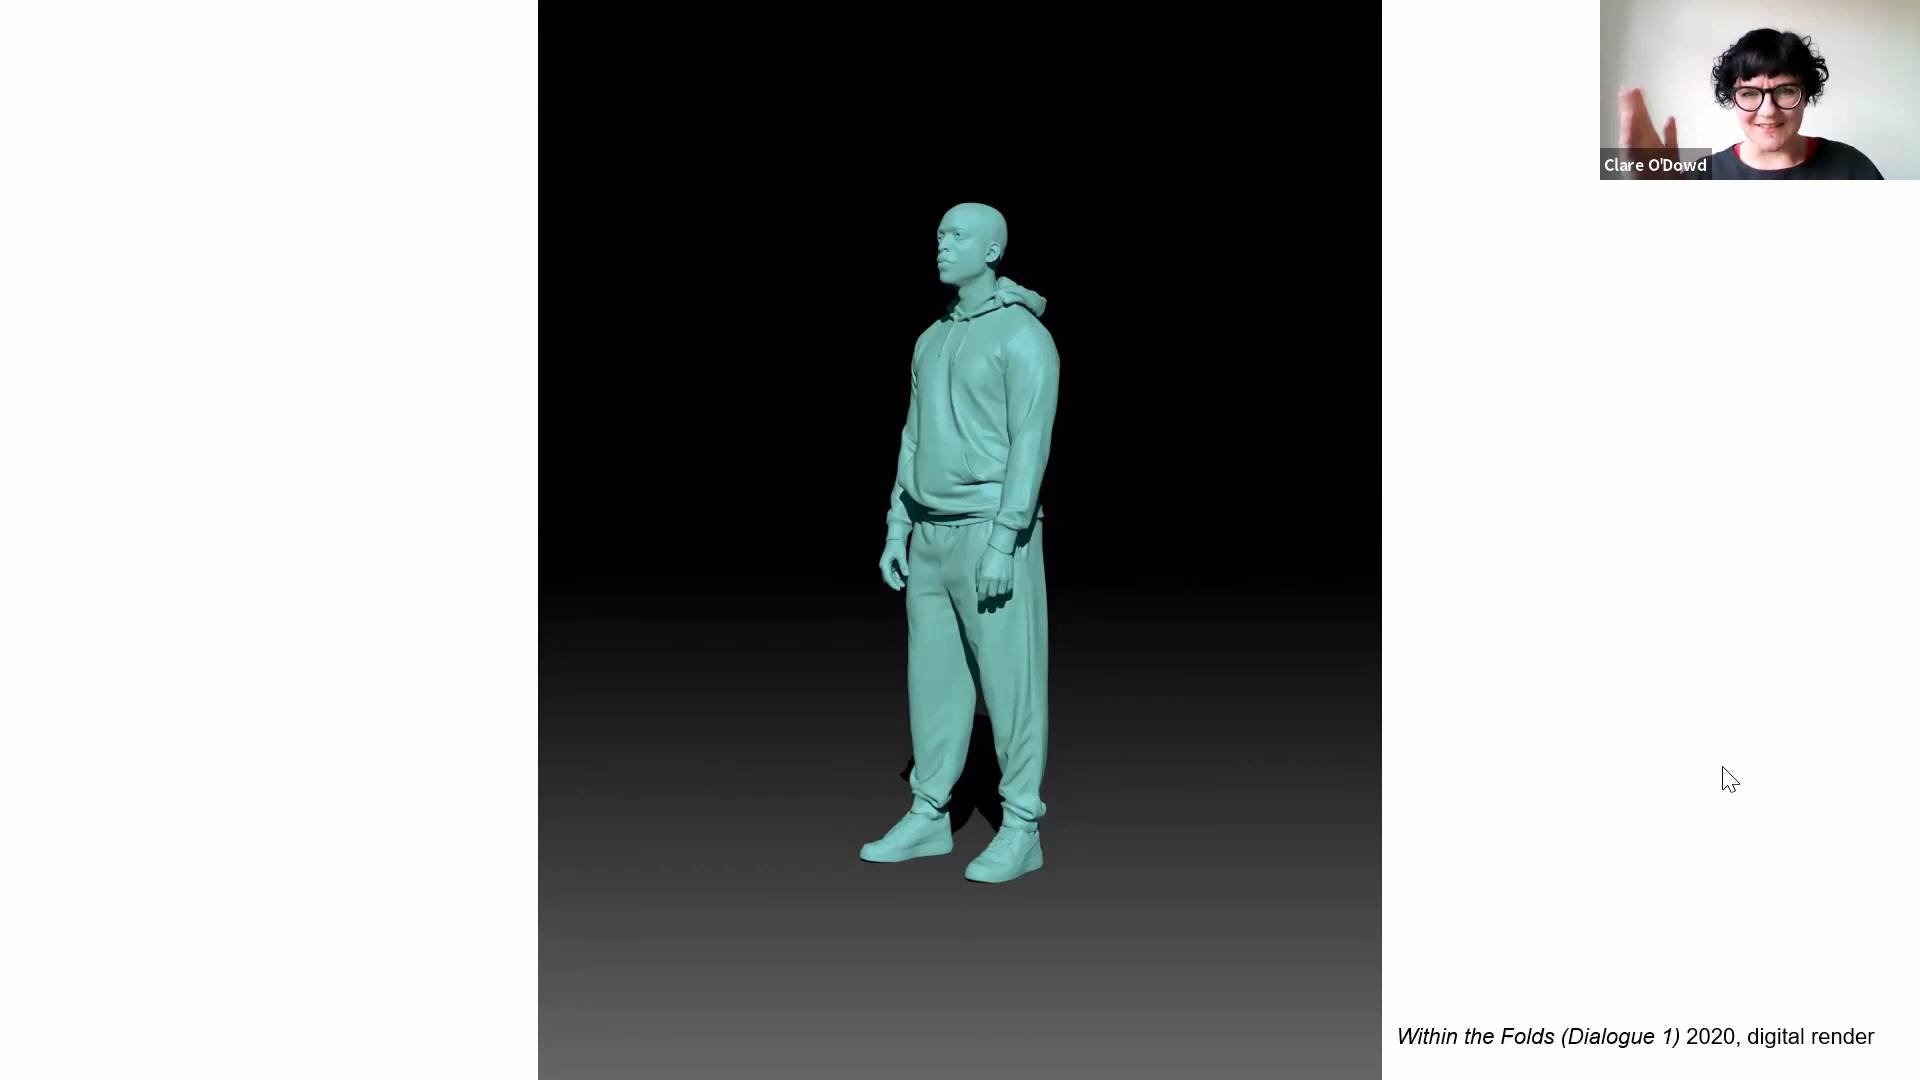 Clare O'Dowd
Within the Folds (Dialogue 1) 2020, digital render